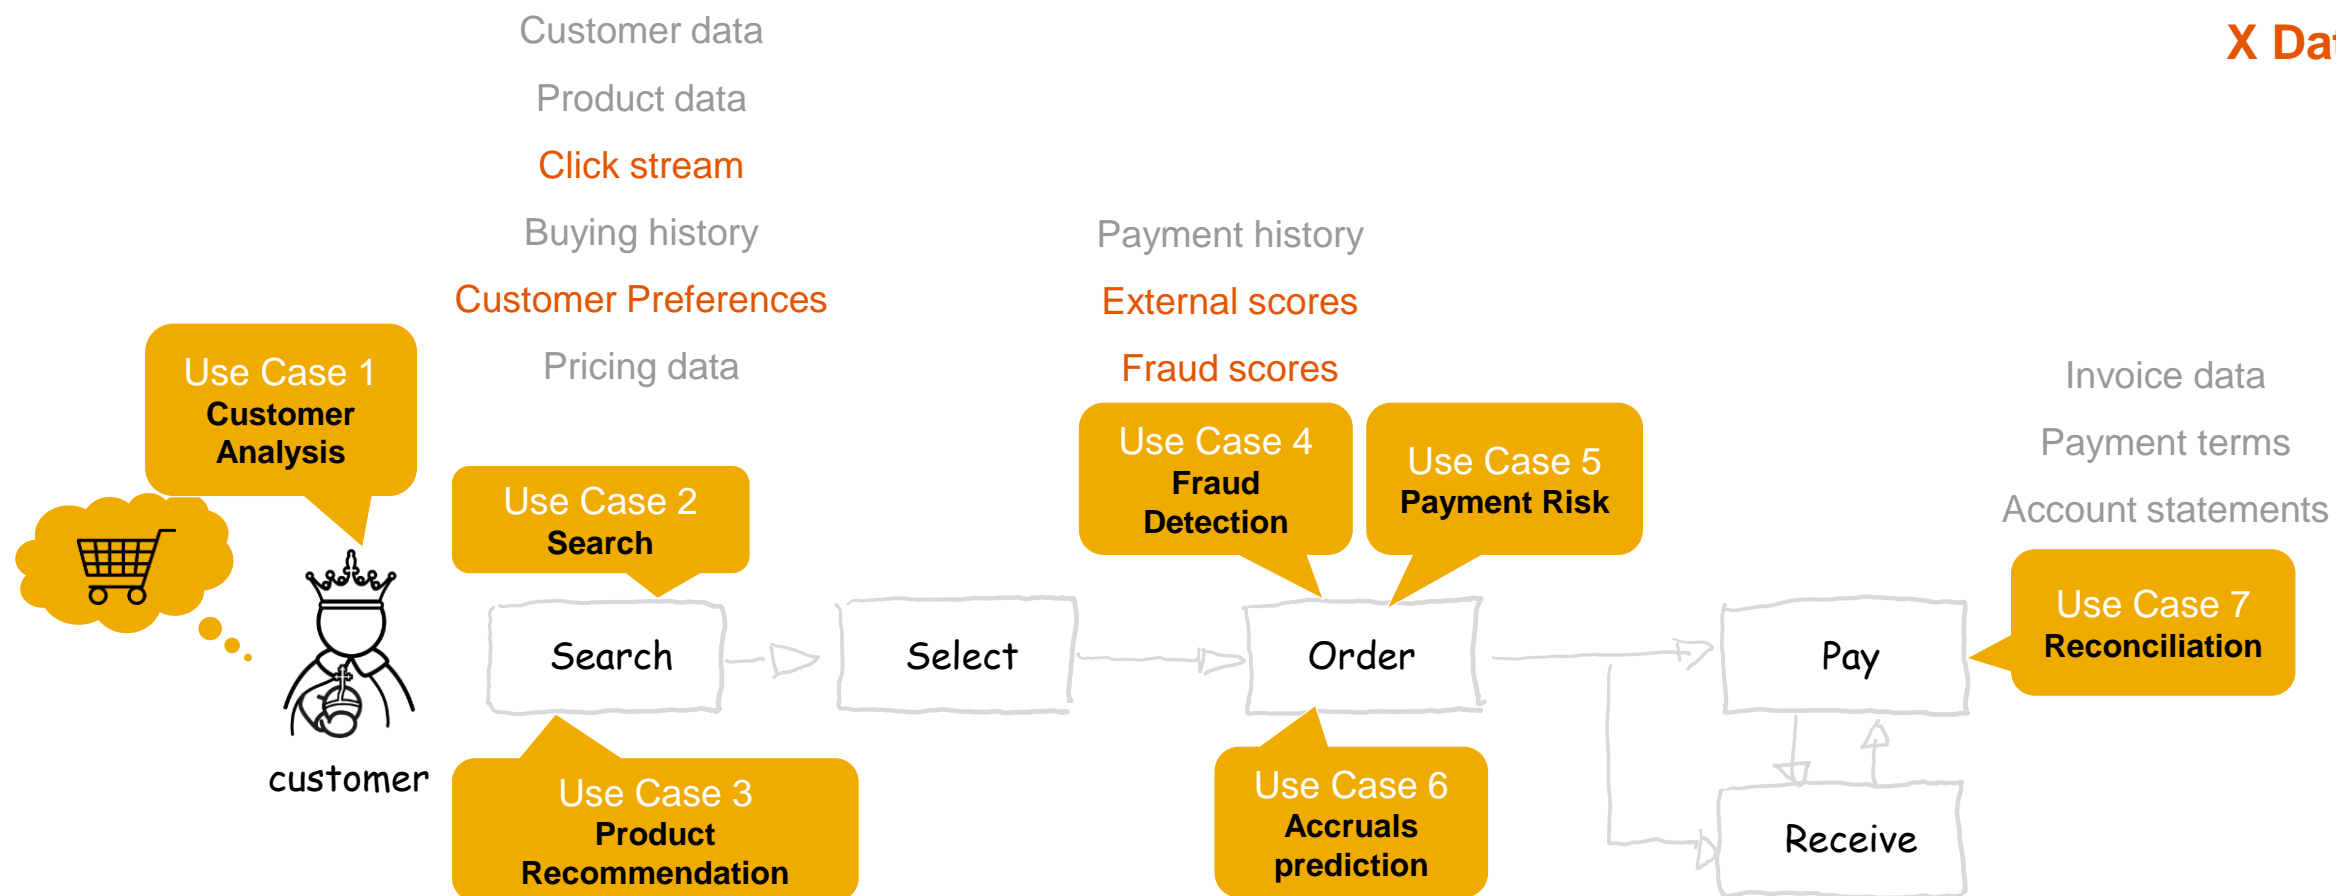 Customer data
X Dat
Product data
Click stream
Buying history
Customer Preferences
Pricing data
Payment history
External scores
Fraud scores
Invoice data
Payment terms
Account statements
Use Case 1
Customer
Analysis
Use Case 2
Search
Use Case 4
Fraud
Detection
Use Case 5
Payment Risk
Use Case 7
Reconciliation
Search
Select
Order
Pay
customer
Use Case 3
Product
Recommendation
Use Case 6
Accruals
prediction
Receive